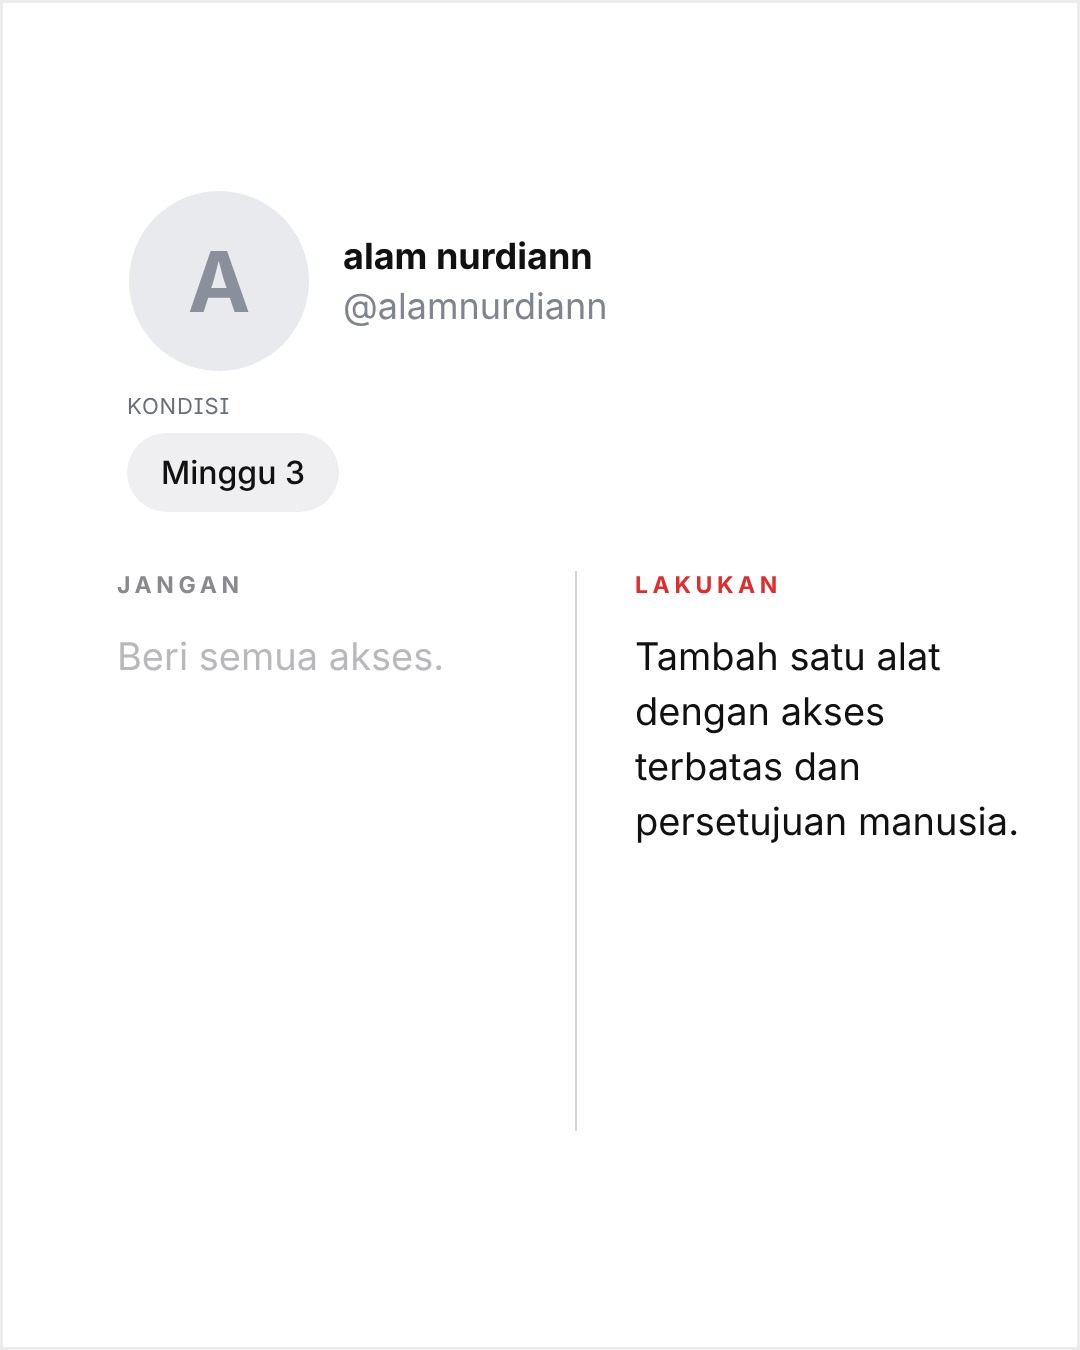 A
alam nurdiann
@alamnurdiann
KONDISI
Minggu 3
JANGAN
Beri semua akses.
LAKUKAN
Tambah satu alat
dengan akses
terbatas dan
persetujuan manusia.